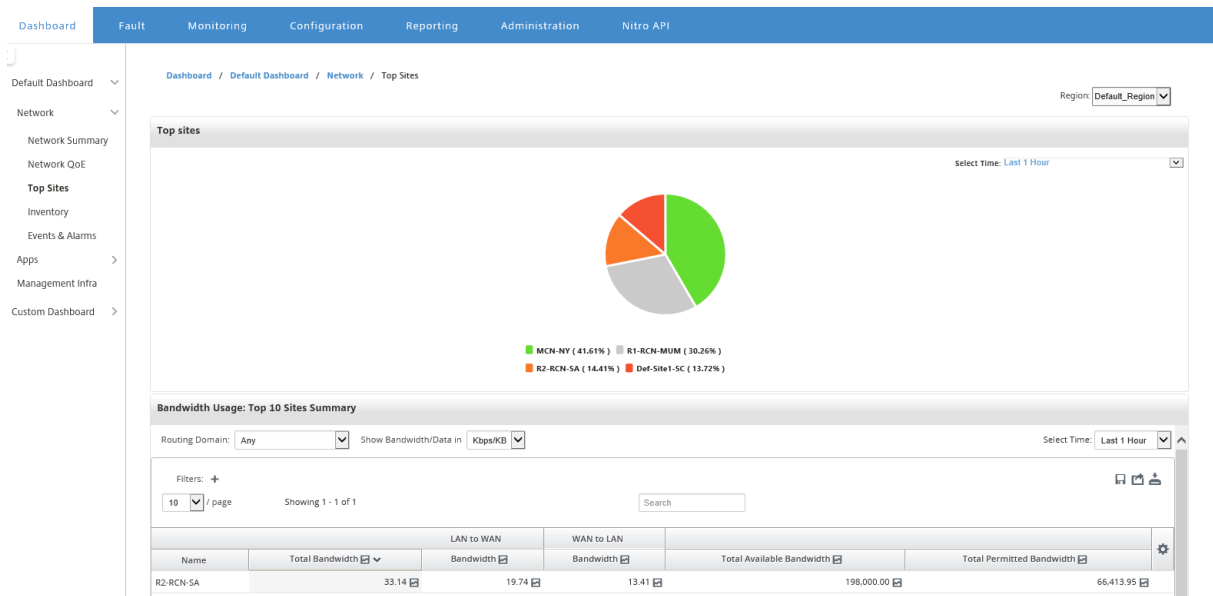 Dashboard Fault Monitoring Configuration Reporting Administration Nitro API
Dashboard / Default Dashboard / Network / Top Sites
Default Dashboard
Network
Network Summary
Network QoE
Top Sites
Inventory
Events & Alarms
Apps
Management Infra
Custom Dashboard
Region: Default_Region
Top sites
Select Time: Last 1 Hour
MCN-NY ( 41.61% ) R1-RCN-MUM ( 30.26% )
R2-RCN-SA ( 14.41% ) Def-Site1-SC ( 13.72% )
Bandwidth Usage: Top 10 Sites Summary
Routing Domain: Any Show Bandwidth/Data in Kbps/KB Select Time: Last 1 Hour
Filters: +
10 / page Showing 1 - 1 of 1 Search
LAN to WAN WAN to LAN
Name Total Bandwidth Bandwidth Bandwidth Total Available Bandwidth Total Permitted Bandwidth
R2-RCN-SA 33.14 19.74 13.41 198,000.00 66,413.95